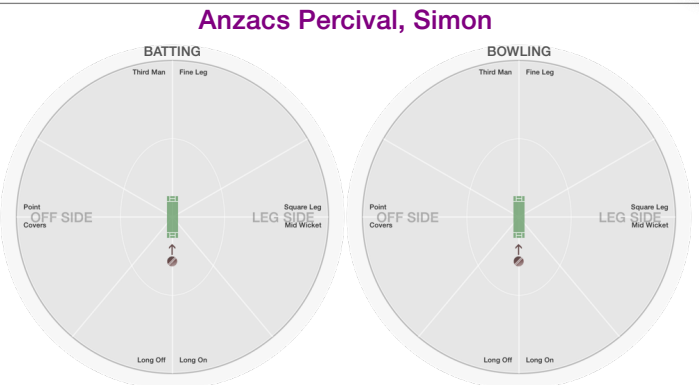 Anzacs Percival, Simon
BATTING
Third Man Fine Leg
Point
OFF SIDE
Covers
Square Leg
LEG SIDE
Mid Wicket
Long Off Long On
BOWLING
Third Man Fine Leg
Point
OFF SIDE
Covers
Square Leg
LEG SIDE
Mid Wicket
Long Off Long On